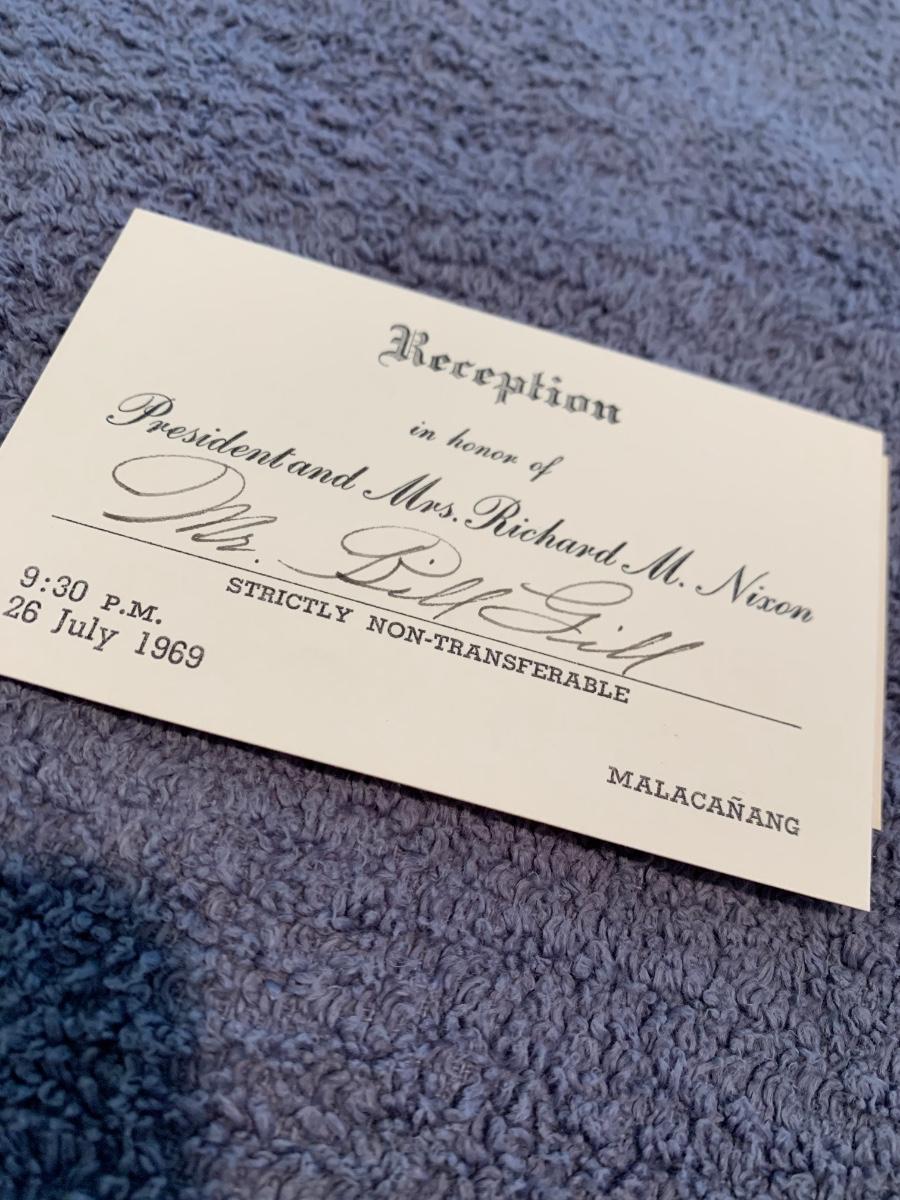 Reception
in honor of
President and Mrs. Richard M. Nixon
Mr. Bill Gill
STRICTLY NON-TRANSFERABLE
9:30 P.M.
26 July 1969
MALACAÑANG